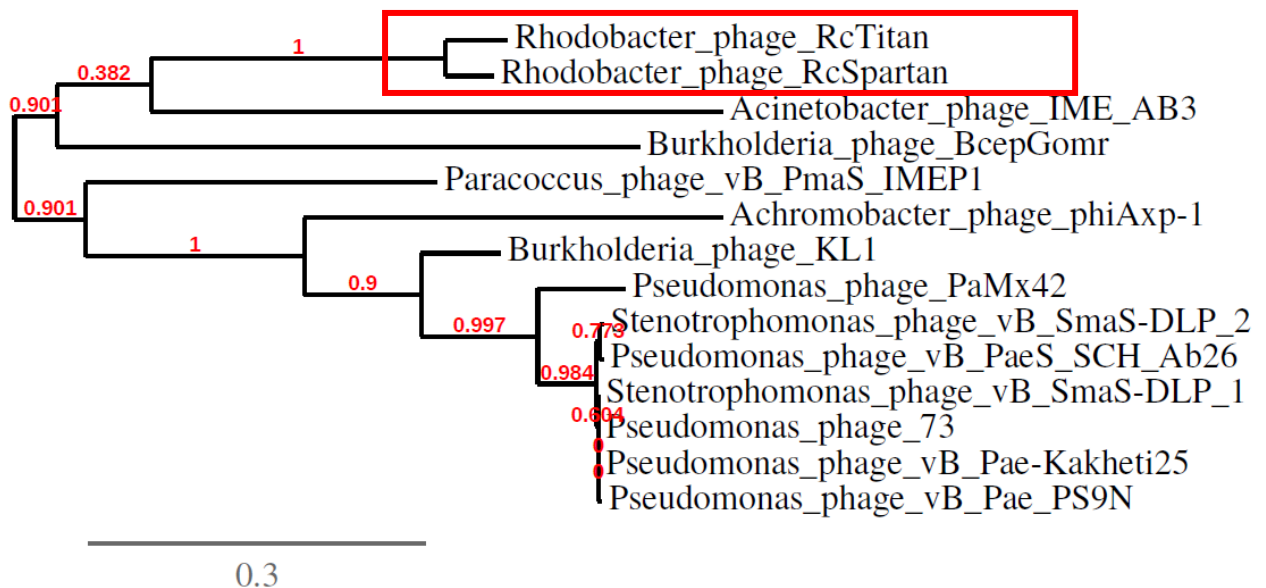 Rhodobacter_phage_RcTitan
1
Rhodobacter_phage_RcSpartan
0.382
0.901
Acinetobacter_phage_IME_AB3
Burkholderia_phage_BcepGomr
Paracoccus_phage_vB_PmaS_IMEP1
0.901
Achromobacter_phage_phiAxp-1
1
Burkholderia_phage_KL1
0.9
Pseudomonas_phage_PaMx42
0.997
Stenotrophomonas_phage_vB_SmaS-DLP_2
0.773
Pseudomonas_phage_vB_PaeS_SCH_Ab26
0.984
Stenotrophomonas_phage_vB_SmaS-DLP_1
0.604
Pseudomonas_phage_73
0
Pseudomonas_phage_vB_Pae-Kakheti25
0
Pseudomonas_phage_vB_Pae_PS9N
0.3